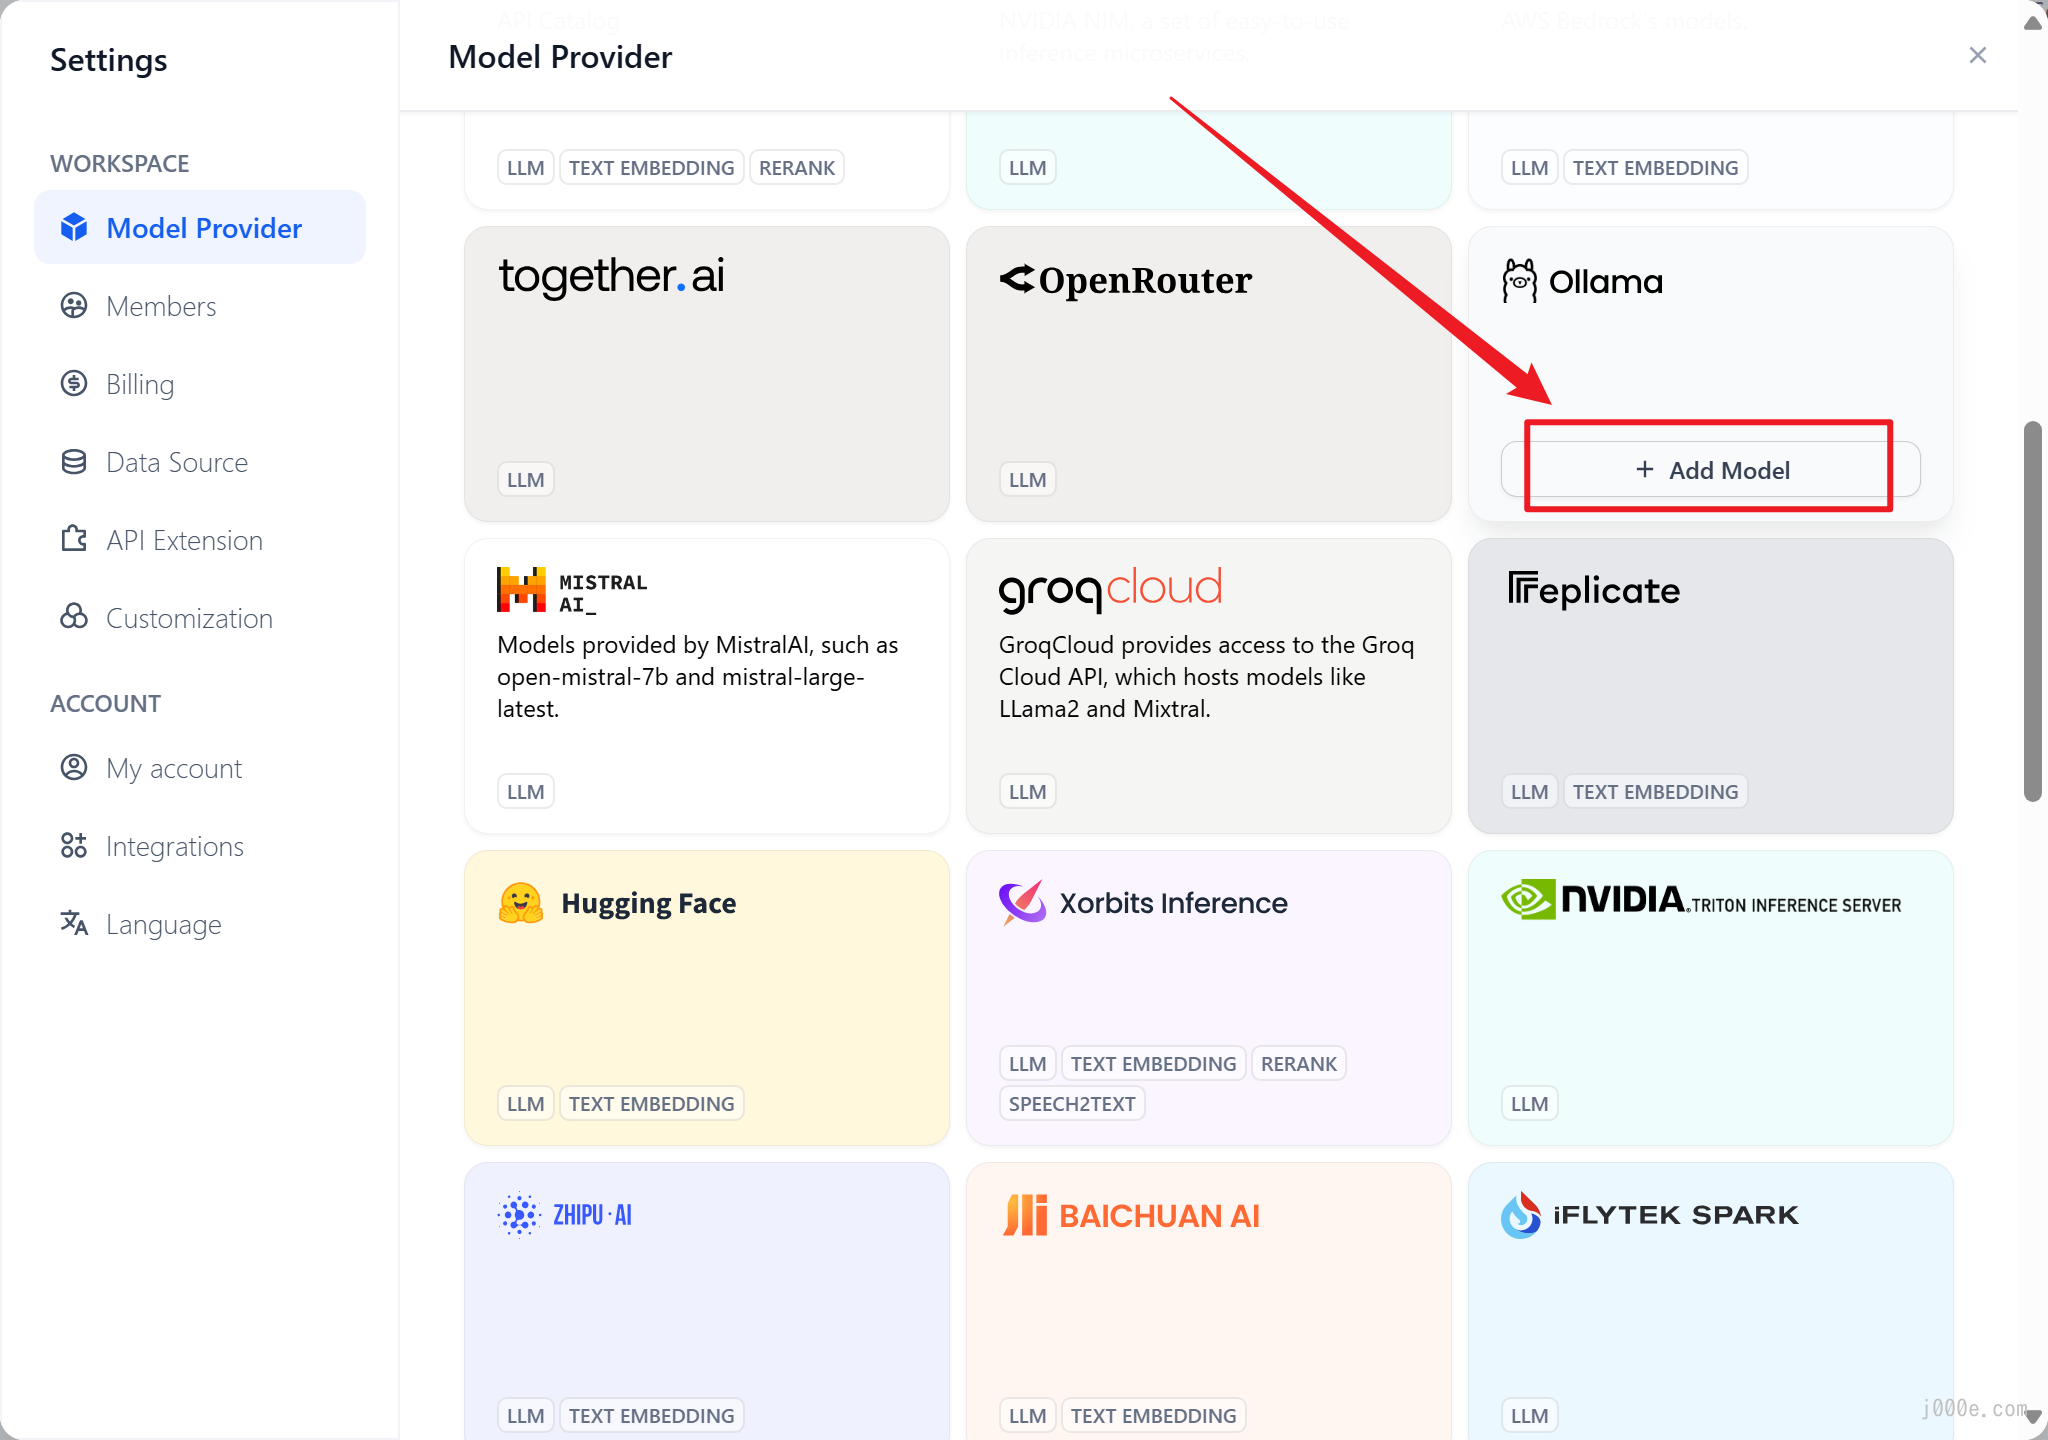 Settings
WORKSPACE
Model Provider
Members
Billing
Data Source
API Extension
Customization
ACCOUNT
My account
Integrations
Language
Model Provider
API Catalog
NVIDIA NIM, a set of easy-to-use
inference microservices.
AWS Bedrock's models.
LLM TEXT EMBEDDING RERANK
LLM
LLM TEXT EMBEDDING
together.ai
LLM
OpenRouter
LLM
Ollama
+ Add Model
MISTRAL
AI_
Models provided by MistralAI, such as
open-mistral-7b and mistral-large-
latest.
LLM
groqcloud
GroqCloud provides access to the Groq
Cloud API, which hosts models like
LLama2 and Mixtral.
LLM
Replicate
LLM TEXT EMBEDDING
Hugging Face
LLM TEXT EMBEDDING
Xorbits Inference
LLM TEXT EMBEDDING RERANK
SPEECH2TEXT
NVIDIA. TRITON INFERENCE SERVER
LLM
ZHIPU·AI
LLM TEXT EMBEDDING
BAICHUAN AI
LLM TEXT EMBEDDING
iFLYTEK SPARK
LLM
j000e.com